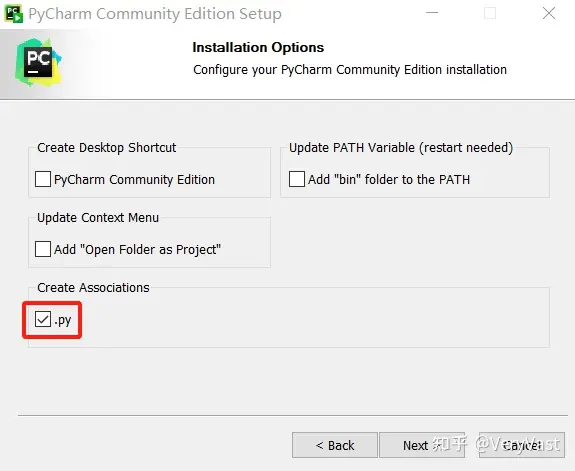 PyCharm Community Edition Setup
PC
Installation Options
Configure your PyCharm Community Edition installation
Create Desktop Shortcut
PyCharm Community Edition
Update PATH Variable (restart needed)
Add "bin" folder to the PATH
Update Context Menu
Add "Open Folder as Project"
Create Associations
.py
< Back
Next >
Cancel
知乎 @VeryVast